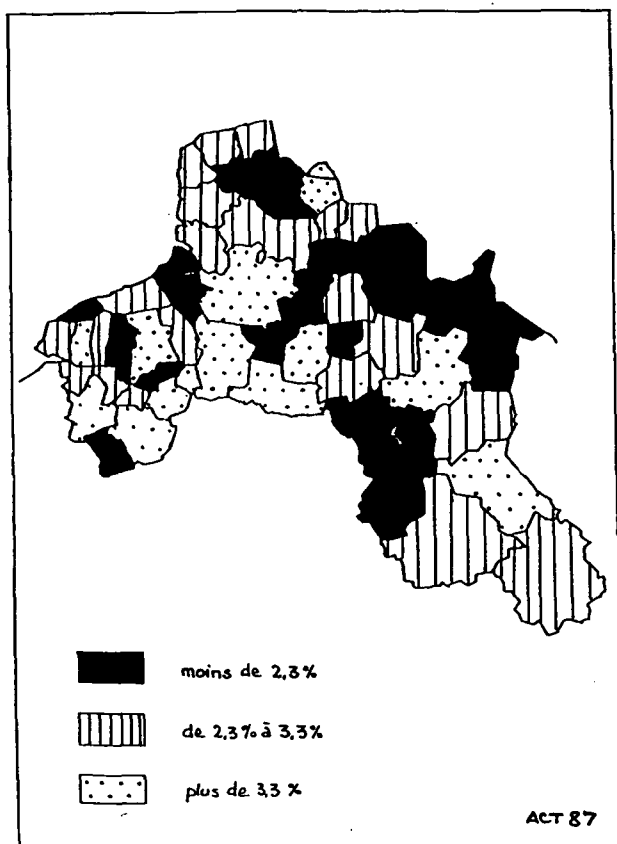 moins de 2,3%
de 2,3% à 3,3%
plus de 3,3 %
ACT 87